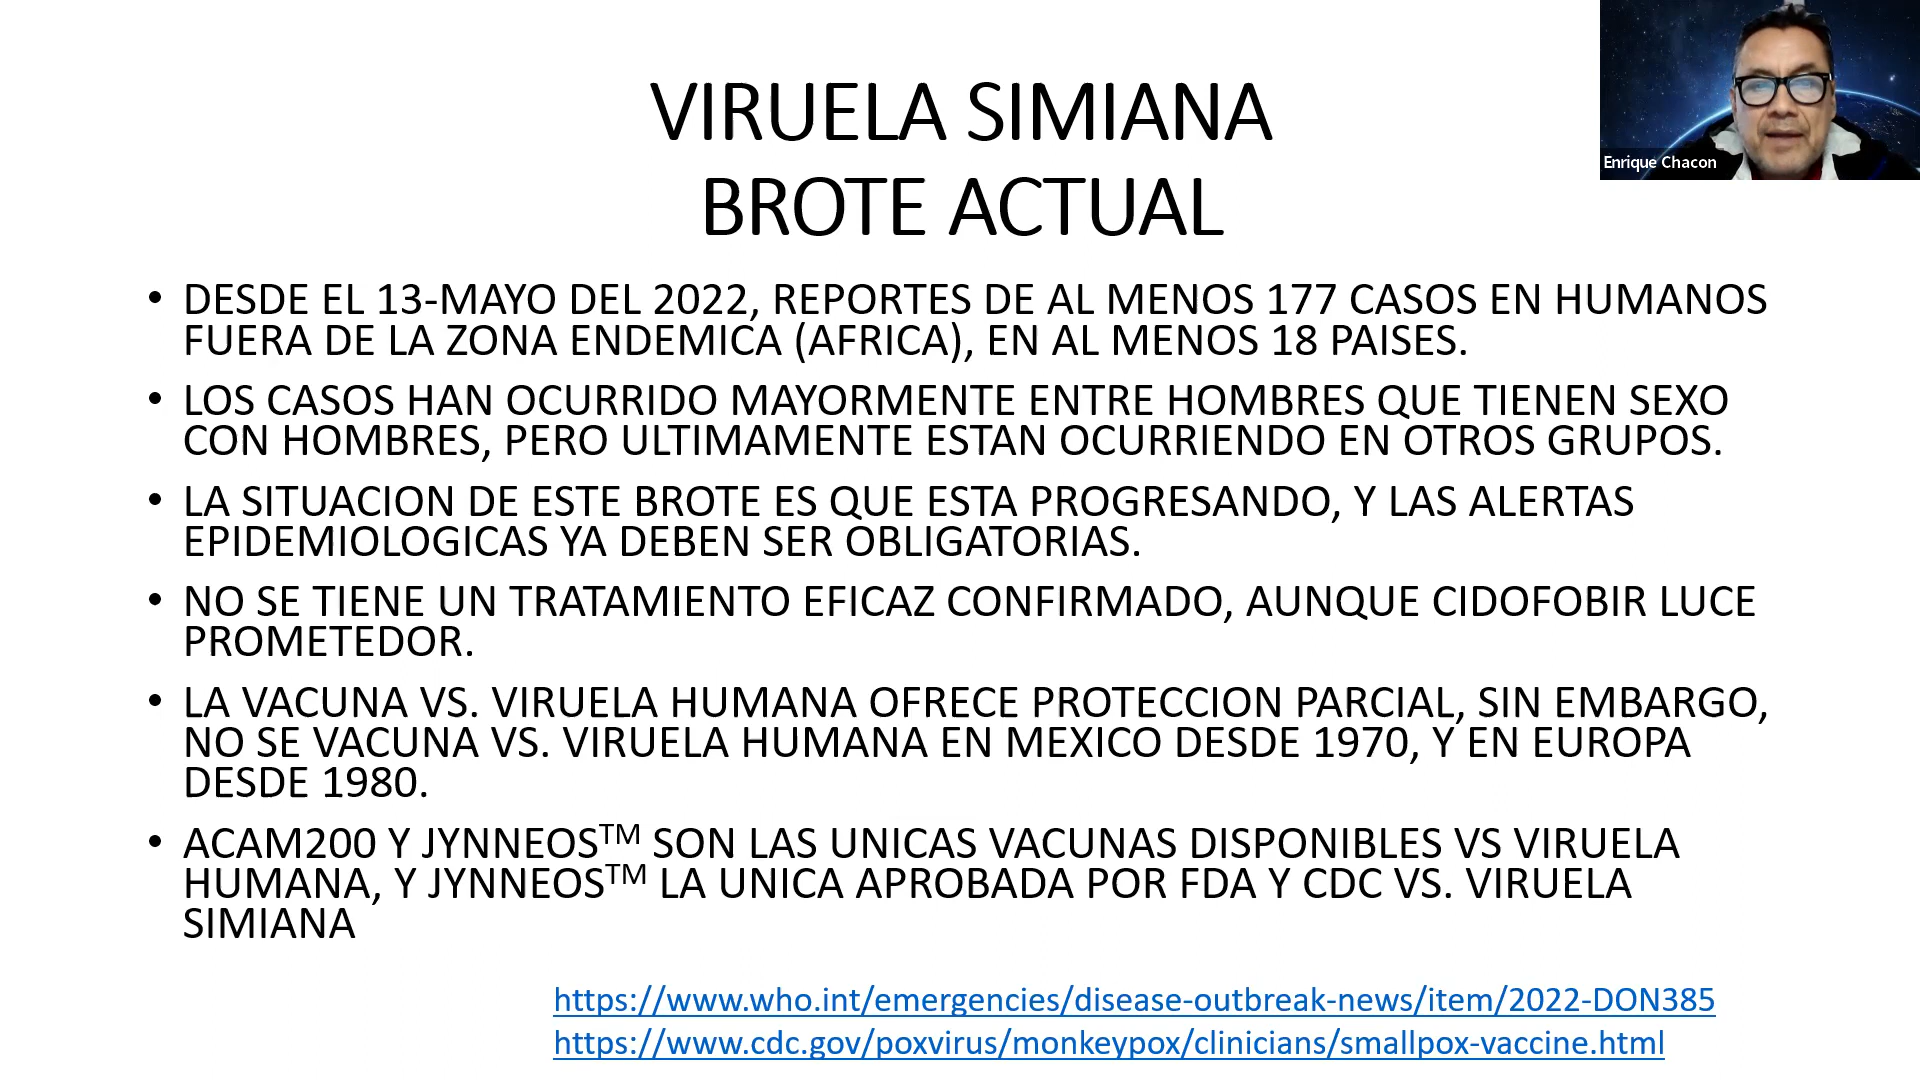 VIRUELA SIMIANA
BROTE ACTUAL
Enrique Chacon
• DESDE EL 13-MAYO DEL 2022, REPORTES DE AL MENOS 177 CASOS EN HUMANOS
FUERA DE LA ZONA ENDEMICA (AFRICA), EN AL MENOS 18 PAISES.
• LOS CASOS HAN OCURRIDO MAYORMENTE ENTRE HOMBRES QUE TIENEN SEXO
CON HOMBRES, PERO ULTIMAMENTE ESTAN OCURRIENDO EN OTROS GRUPOS.
• LA SITUACION DE ESTE BROTE ES QUE ESTA PROGRESANDO, Y LAS ALERTAS
EPIDEMIOLOGICAS YA DEBEN SER OBLIGATORIAS.
• NO SE TIENE UN TRATAMIENTO EFICAZ CONFIRMADO, AUNQUE CIDOFOBIR LUCE
PROMETEDOR.
• LA VACUNA VS. VIRUELA HUMANA OFRECE PROTECCION PARCIAL, SIN EMBARGO,
NO SE VACUNA VS. VIRUELA HUMANA EN MEXICO DESDE 1970, Y EN EUROPA
DESDE 1980.
• ACAM200 Y JYNNEOS™ SON LAS UNICAS VACUNAS DISPONIBLES VS VIRUELA
HUMANA, Y JYNNEOS™ LA UNICA APROBADA POR FDA Y CDC VS. VIRUELA
SIMIANA
https://www.who.int/emergencies/disease-outbreak-news/item/2022-DON385
https://www.cdc.gov/poxvirus/monkeypox/clinicians/smallpox-vaccine.html